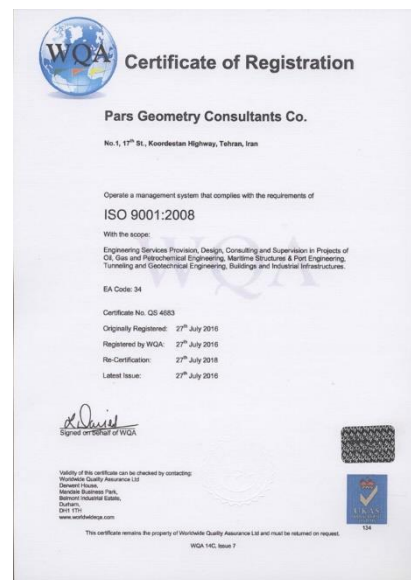 WQA
Certificate of Registration
Pars Geometry Consultants Co.
No.1, 17th St., Koordestan Highway, Tehran, Iran
Operate a management system that complies with the requirements of
ISO 9001:2008
With the scope:
Engineering Services Provision, Design, Consulting and Supervision in Projects of
Oil, Gas and Petrochemical Engineering, Maritime Structures & Port Engineering,
Tunneling and Geotechnical Engineering, Buildings and Industrial Infrastructures.
WQA
EA Code: 34
Certificate No. QS 4683
Originally Registered: 27th July 2016
Registered by WQA: 27th July 2016
Re-Certification: 27th July 2018
Latest Issue: 27th July 2016
Signed on behalf of WQA
Validity of this certificate can be checked by contacting:
Worldwide Quality Assurance Ltd
Derwent House,
Mandale Business Park,
Belmont Industrial Estate,
Durham,
DH1 1TH
www.worldwidewqa.com
UKAS
134
This certificate remains the property of Worldwide Quality Assurance Ltd and must be returned on request.
WQA 14C, Issue 7